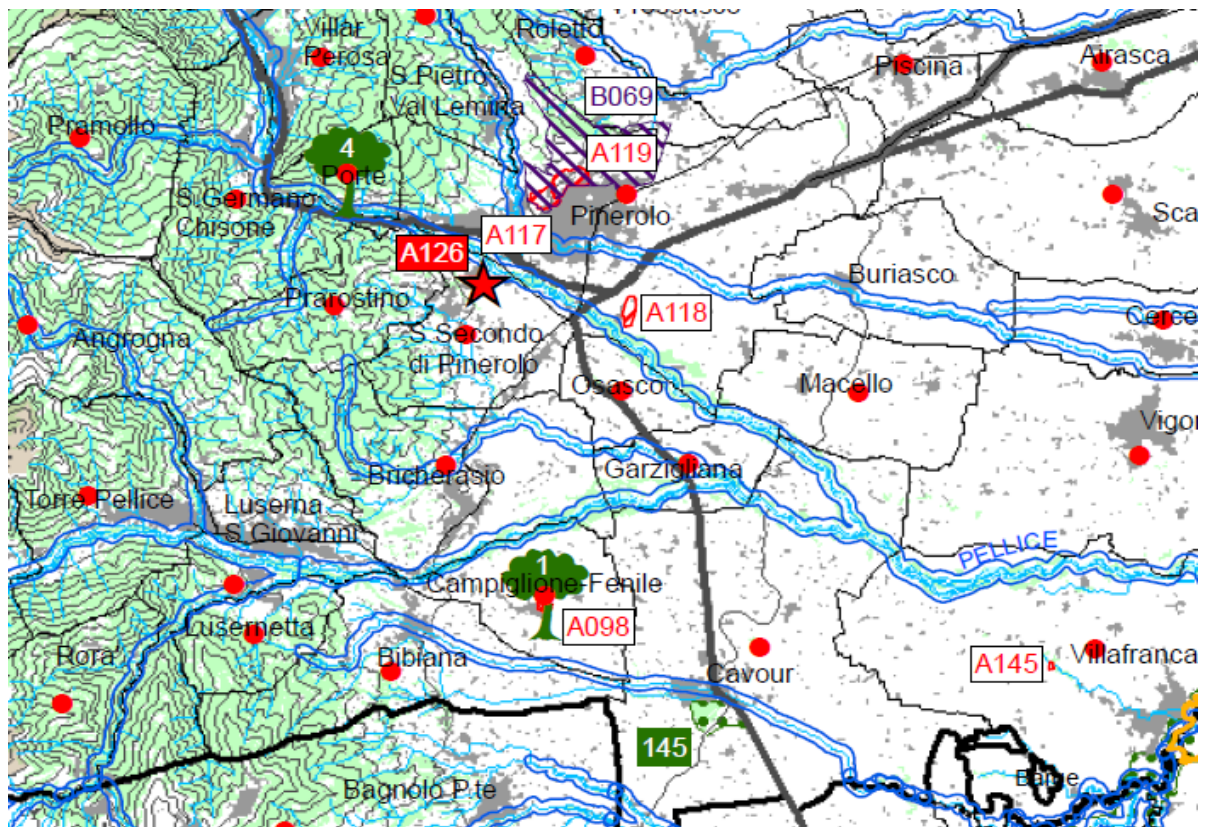 Villar
Perosa
Roletto
Piscina
Airasca
S Pietro
Val Lemina
B069
Pramollo
4
Porte
A119
S.Germano
Chisone
Pinerolo
Sca
A126
A117
Prarostino
Buriasco
A118
Angrogna
S Secondo
di Pinerolo
Cerce
Osasco
Macello
Vigor
Bricherasio
Garzigliana
Torre Pellice
Luserna
S Giovanni
PELLICE
1
Campiglione-Fenile
A098
Lusernetta
Rora
Bibiana
Cavour
A145
Villafranca
145
Bagnolo P.te
Barge